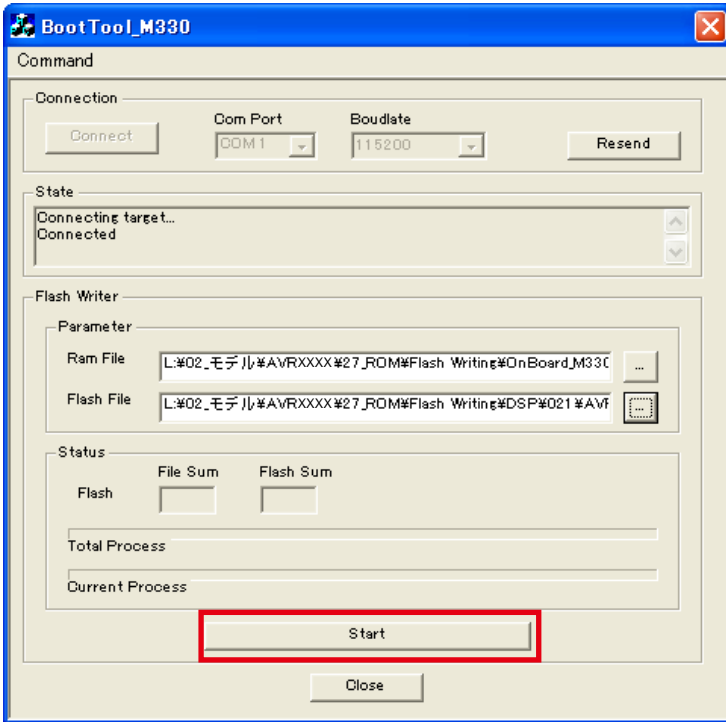 BootTool_M330
Command
Connection
Connect
Com Port
COM1
Boudlate
115200
Resend
State
Connecting target...
Connected
Flash Writer
Parameter
Ram File
L:¥02_モデル¥AVRXXXX¥27_ROM¥Flash Writing¥OnBoard_M330
...
Flash File
L:¥02_モデル¥AVRXXXX¥27_ROM¥Flash Writing¥DSP¥021¥AVR
...
Status
File Sum
Flash Sum
Flash
Total Process
Current Process
Start
Close